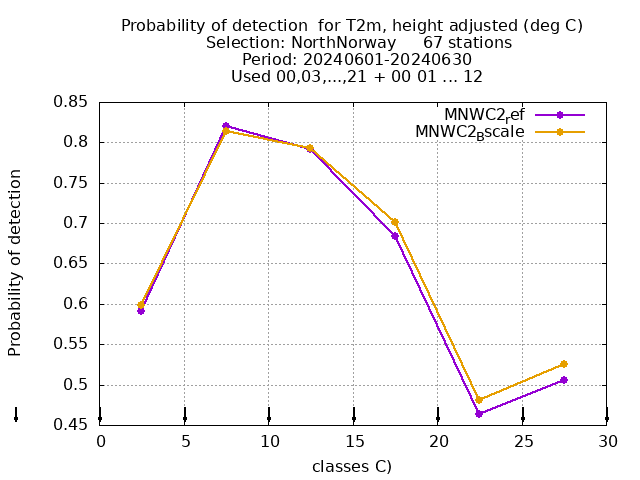 Probability of detection  for T2m, height adjusted (deg C)
Selection: NorthNorway     67 stations
Period: 20240601-20240630
Used 00,03,...,21 + 00 01 ... 12
MNWC2ref
MNWC2Bscale
0.85
0.8
0.75
0.7
0.65
0.6
0.55
0.5
0.45
Probability of detection
0 5 10 15 20 25 30
classes C)